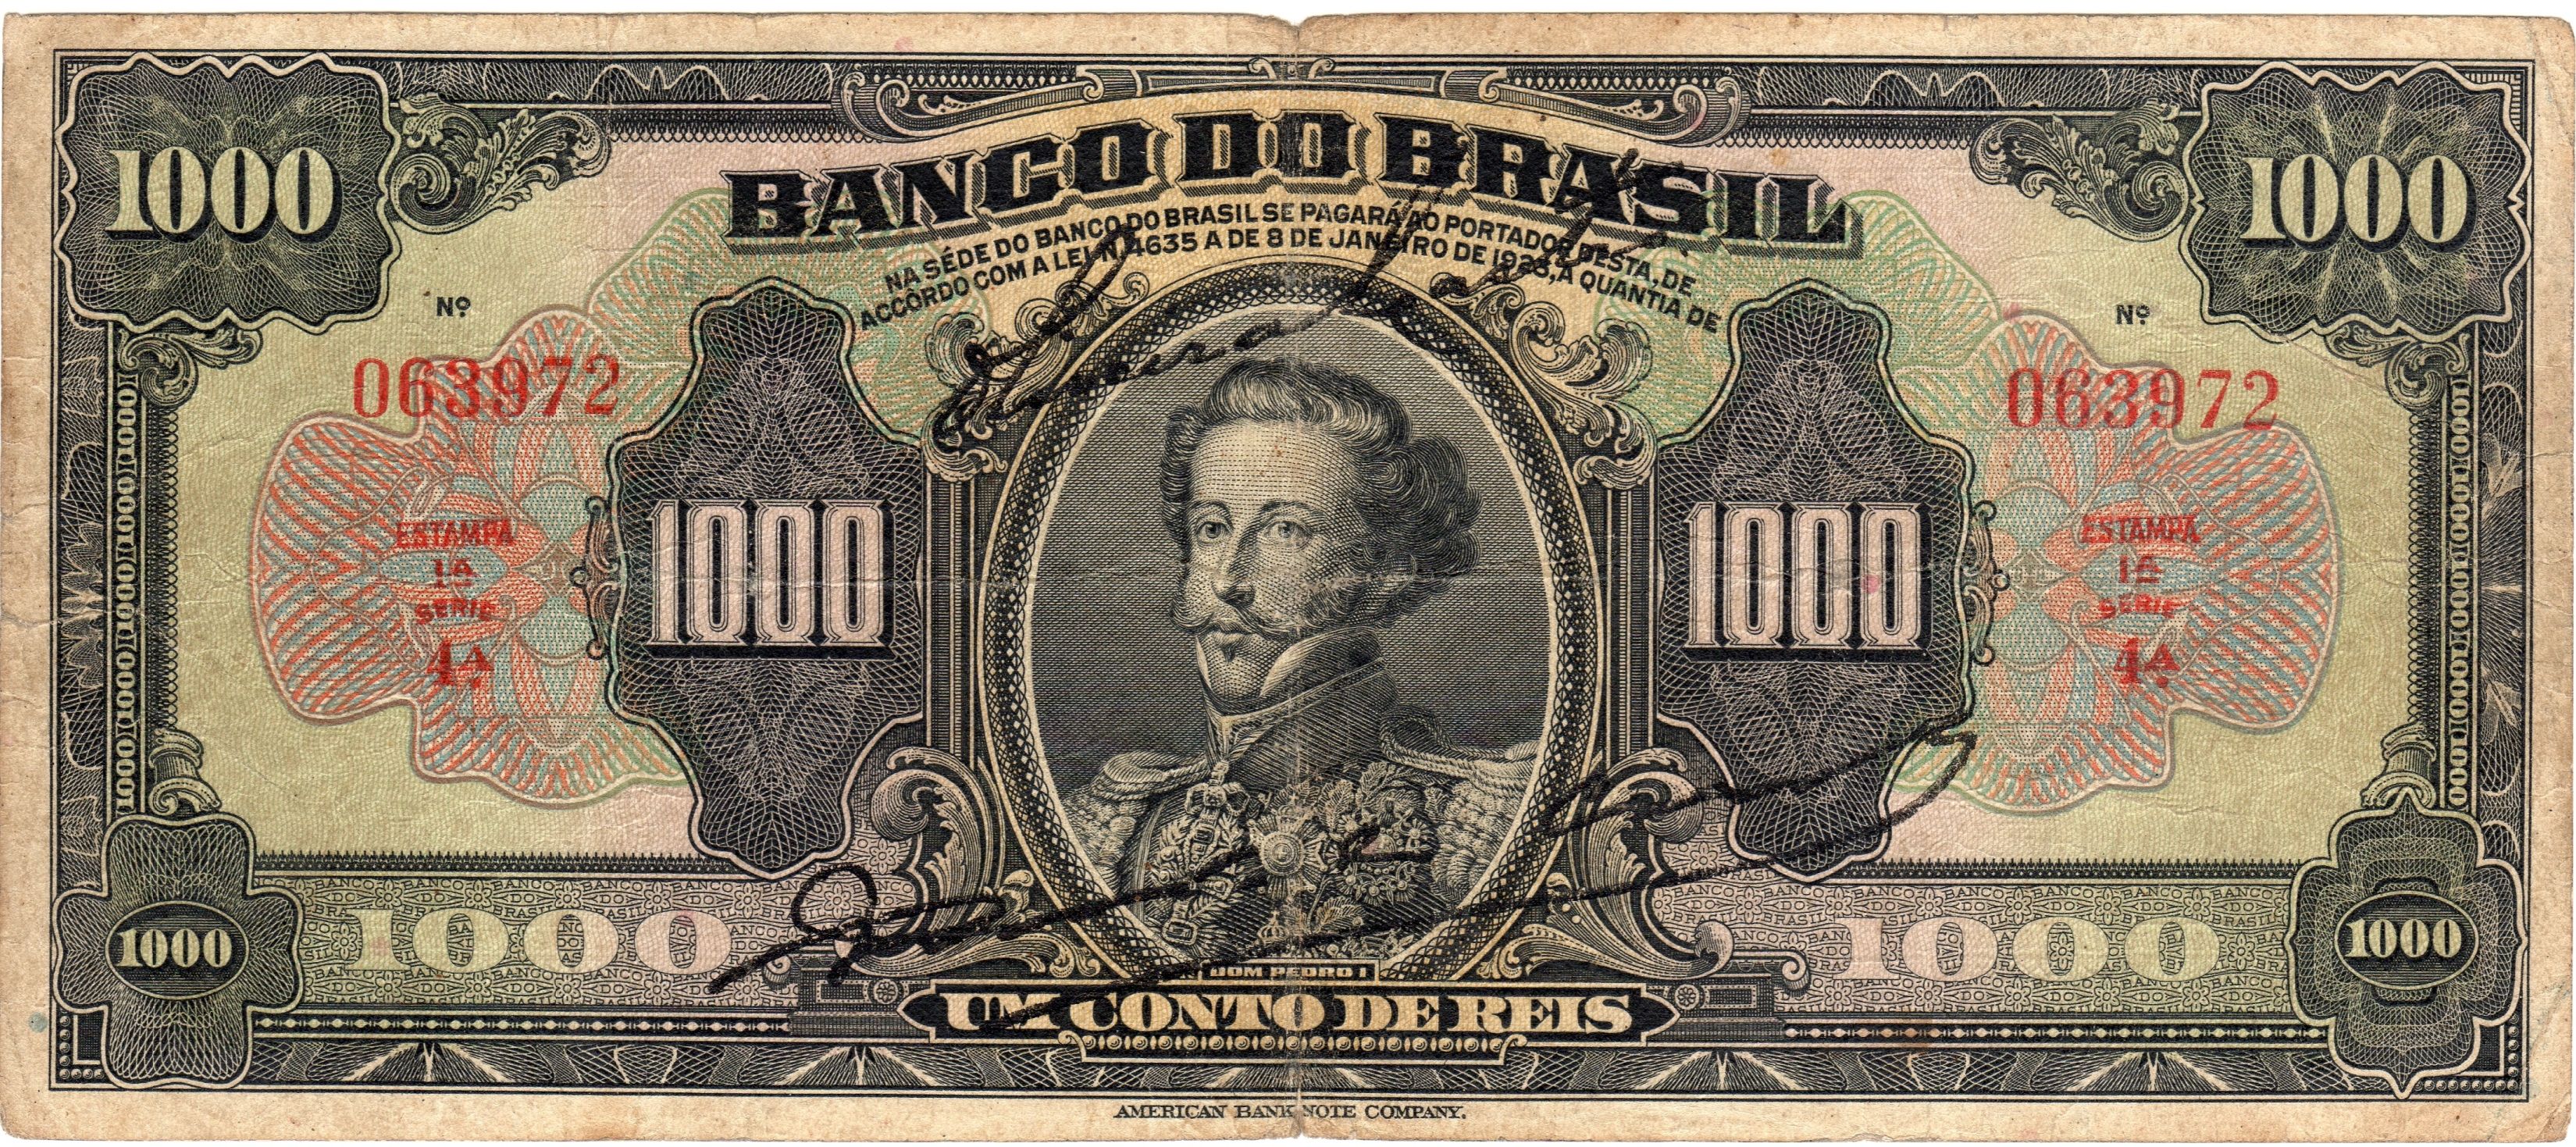 1000
1000
BANCO DO BRASIL
NA SÉDE DO BANCO DO BRASIL SE PAGARÁ AO PORTADOR DESTA, DE
ACCORDO COM A LEI N. 4635 A DE 8 DE JANEIRO DE 1923, A QUANTIA DE
Nº
Nº
063972
063972
1000
1000
ESTAMPA
1A
SERIE
4A.
ESTAMPA
1A
SERIE
4A.
1000
1000
1000
1000
DOM PEDRO I
UM CONTO DE REIS
AMERICAN BANK NOTE COMPANY.